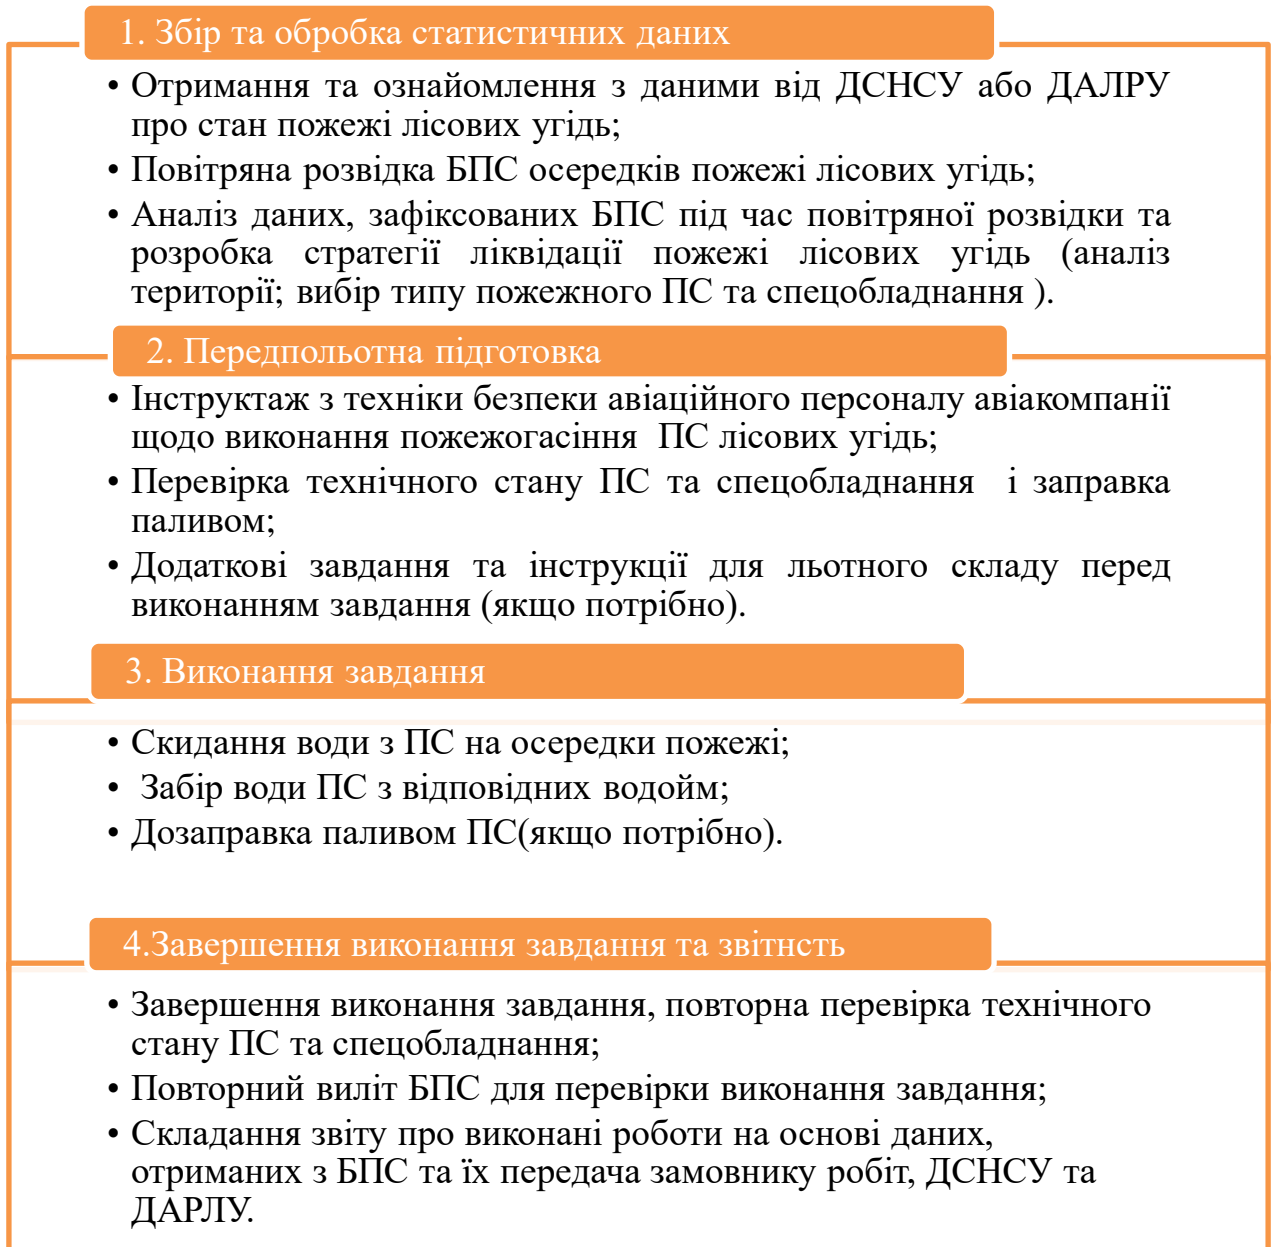 1. Збір та обробка статистичних даних
• Отримання та ознайомлення з даними від ДСНСУ або ДАЛРУ
про стан пожежі лісових угідь;
• Повітряна розвідка БПС осередків пожежі лісових угідь;
• Аналіз даних, зафіксованих БПС під час повітряної розвідки та
розробка стратегії ліквідації пожежі лісових угідь (аналіз
території; вибір типу пожежного ПС та спецобладнання ).
2. Передпольотна підготовка
• Інструктаж з техніки безпеки авіаційного персоналу авіакомпанії
щодо виконання пожежогасіння ПС лісових угідь;
• Перевірка технічного стану ПС та спецобладнання і заправка
паливом;
• Додаткові завдання та інструкції для льотного складу перед
виконанням завдання (якщо потрібно).
3. Виконання завдання
• Скидання води з ПС на осередки пожежі;
• Забір води ПС з відповідних водойм;
• Дозаправка паливом ПС(якщо потрібно).
4.Завершення виконання завдання та звітнсть
• Завершення виконання завдання, повторна перевірка технічного
стану ПС та спецобладнання;
• Повторний виліт БПС для перевірки виконання завдання;
• Складання звіту про виконані роботи на основі даних,
отриманих з БПС та їх передача замовнику робіт, ДСНСУ та
ДАРЛУ.